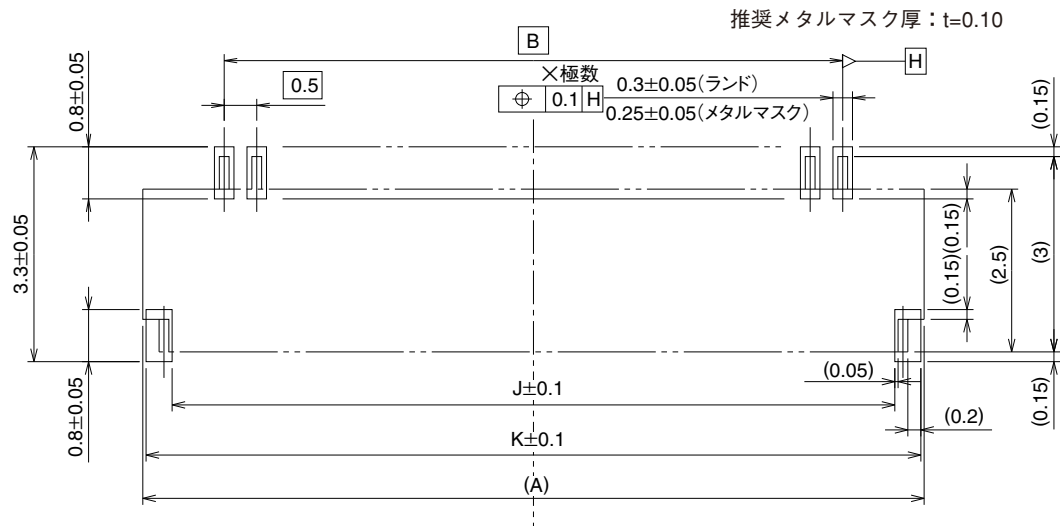 推奨メタルマスク厚：t=0.10
B
H
0.8±0.05
0.5
×極数
⌖ 0.1 H
0.3±0.05（ランド）
0.25±0.05（メタルマスク）
(0.15)
3.3±0.05
(0.15)(0.15)
(2.5)
(3)
0.8±0.05
(0.05)
(0.15)
J±0.1
(0.2)
K±0.1
(A)